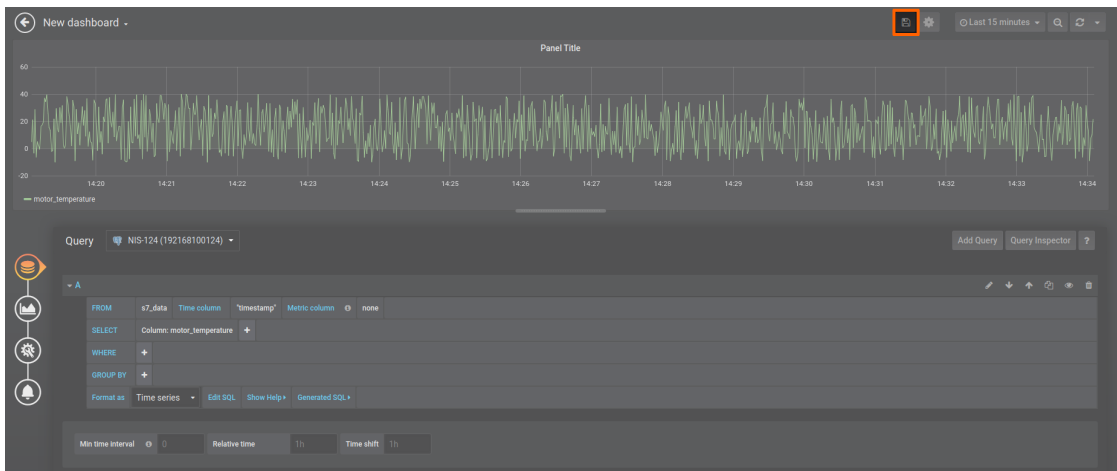 New dashboard
Last 15 minutes
Panel Title
60
40
20
0
-20
14:20 14:21 14:22 14:23 14:24 14:25 14:26 14:27 14:28 14:29 14:30 14:31 14:32 14:33 14:34
motor_temperature
Query NIS-124 (192168100124) Add Query Query Inspector ?
A
FROM s7_data Time column "timestamp" Metric column none
SELECT Column: motor_temperature +
WHERE +
GROUP BY +
Format as Time series Edit SQL Show Help Generated SQL
Min time interval 0 Relative time 1h Time shift 1h